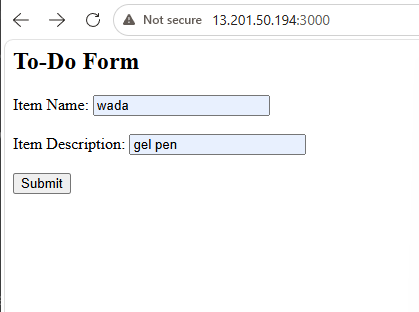 Not secure 13.201.50.194:3000
To-Do Form
Item Name: wada
Item Description: gel pen
Submit